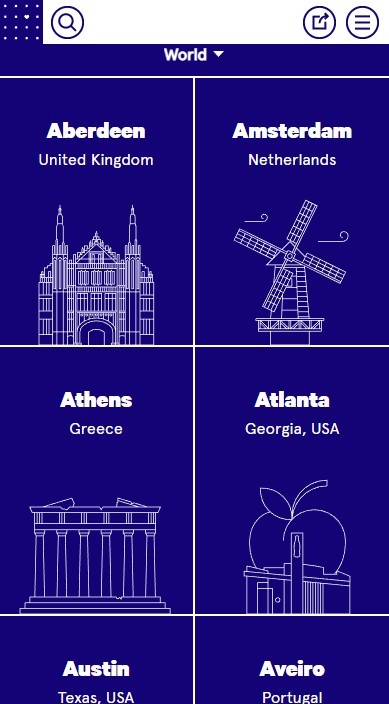 World
Aberdeen
United Kingdom
Amsterdam
Netherlands
Athens
Greece
Atlanta
Georgia, USA
Austin
Texas, USA
Aveiro
Portugal